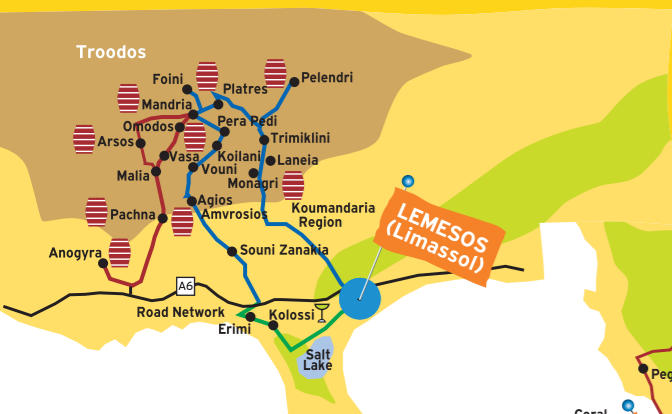 Troodos
Foini
Platres
Pelendri
Mandria
Omodos
Pera Pedi
Arsos
Trimiklini
Vasa
Koilani
Laneia
Malia
Vouni
Monagri
Agios
Amvrosios
Koumandaria
Region
Pachna
LEMESOS
(Limassol)
Anogyra
Souni Zanakia
A6
Road Network
Erimi
Kolossi
Salt
Lake